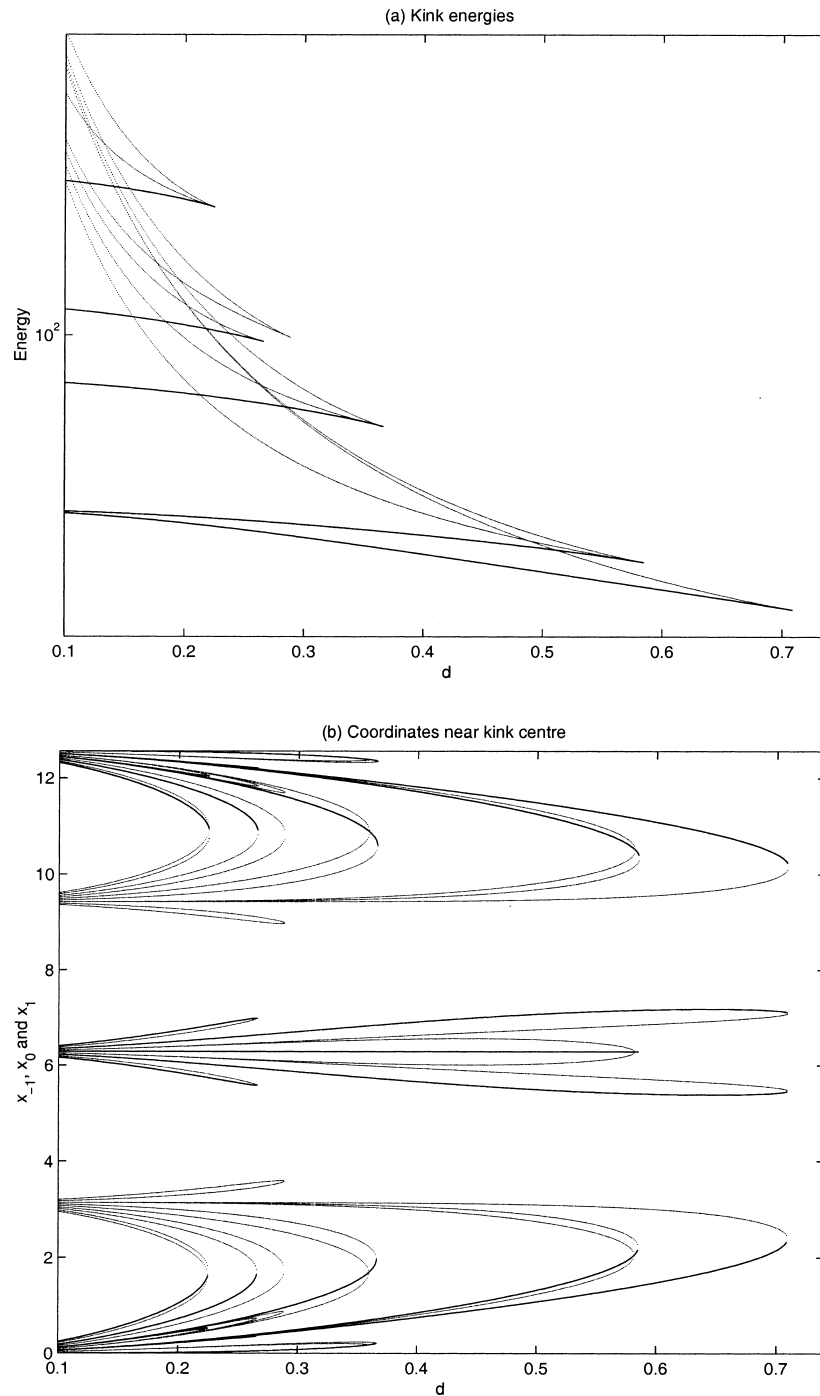 (a) Kink energies
Energy
10²
0.1 0.2 0.3 0.4 0.5 0.6 0.7
d
(b) Coordinates near kink centre
x₋₁, x₀ and x₁
12
10
8
6
4
2
0
0.1 0.2 0.3 0.4 0.5 0.6 0.7
d